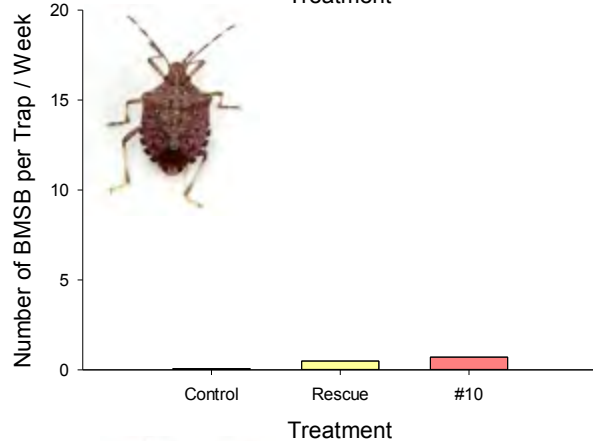 Treatment
Number of BMSB per Trap / Week
20
15
10
5
0
Control Rescue #10
Treatment